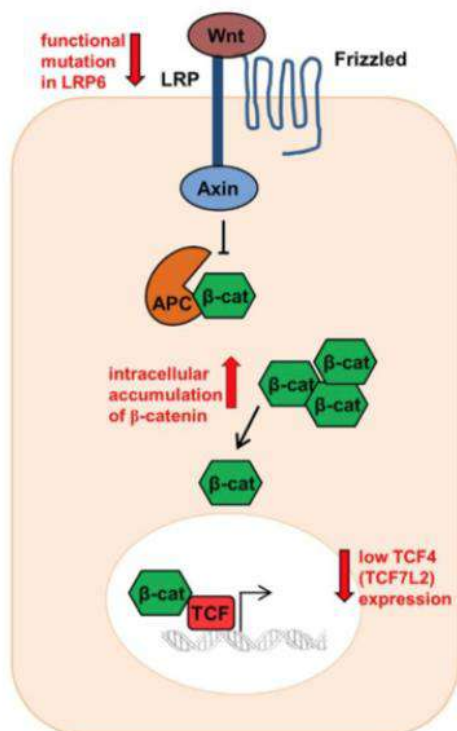 functional
mutation
in LRP6
Wnt
LRP
Frizzled
Axin
APC
β-cat
intracellular
accumulation
of β-catenin
β-cat
β-cat
β-cat
β-cat
β-cat
TCF
low TCF4
(TCF7L2)
expression